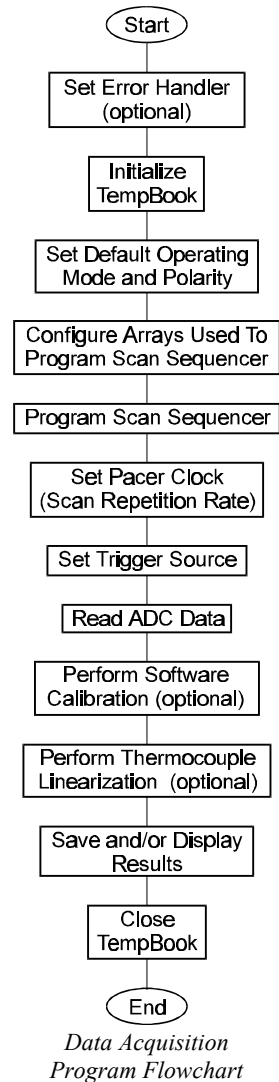 Start
Set Error Handler
(optional)
Initialize
TempBook
Set Default Operating
Mode and Polarity
Configure Arrays Used To
Program Scan Sequencer
Program Scan Sequencer
Set Pacer Clock
(Scan Repetition Rate)
Set Trigger Source
Read ADC Data
Perform Software
Calibration (optional)
Perform Thermocouple
Linearization (optional)
Save and/or Display
Results
Close
TempBook
End
Data Acquisition
Program Flowchart